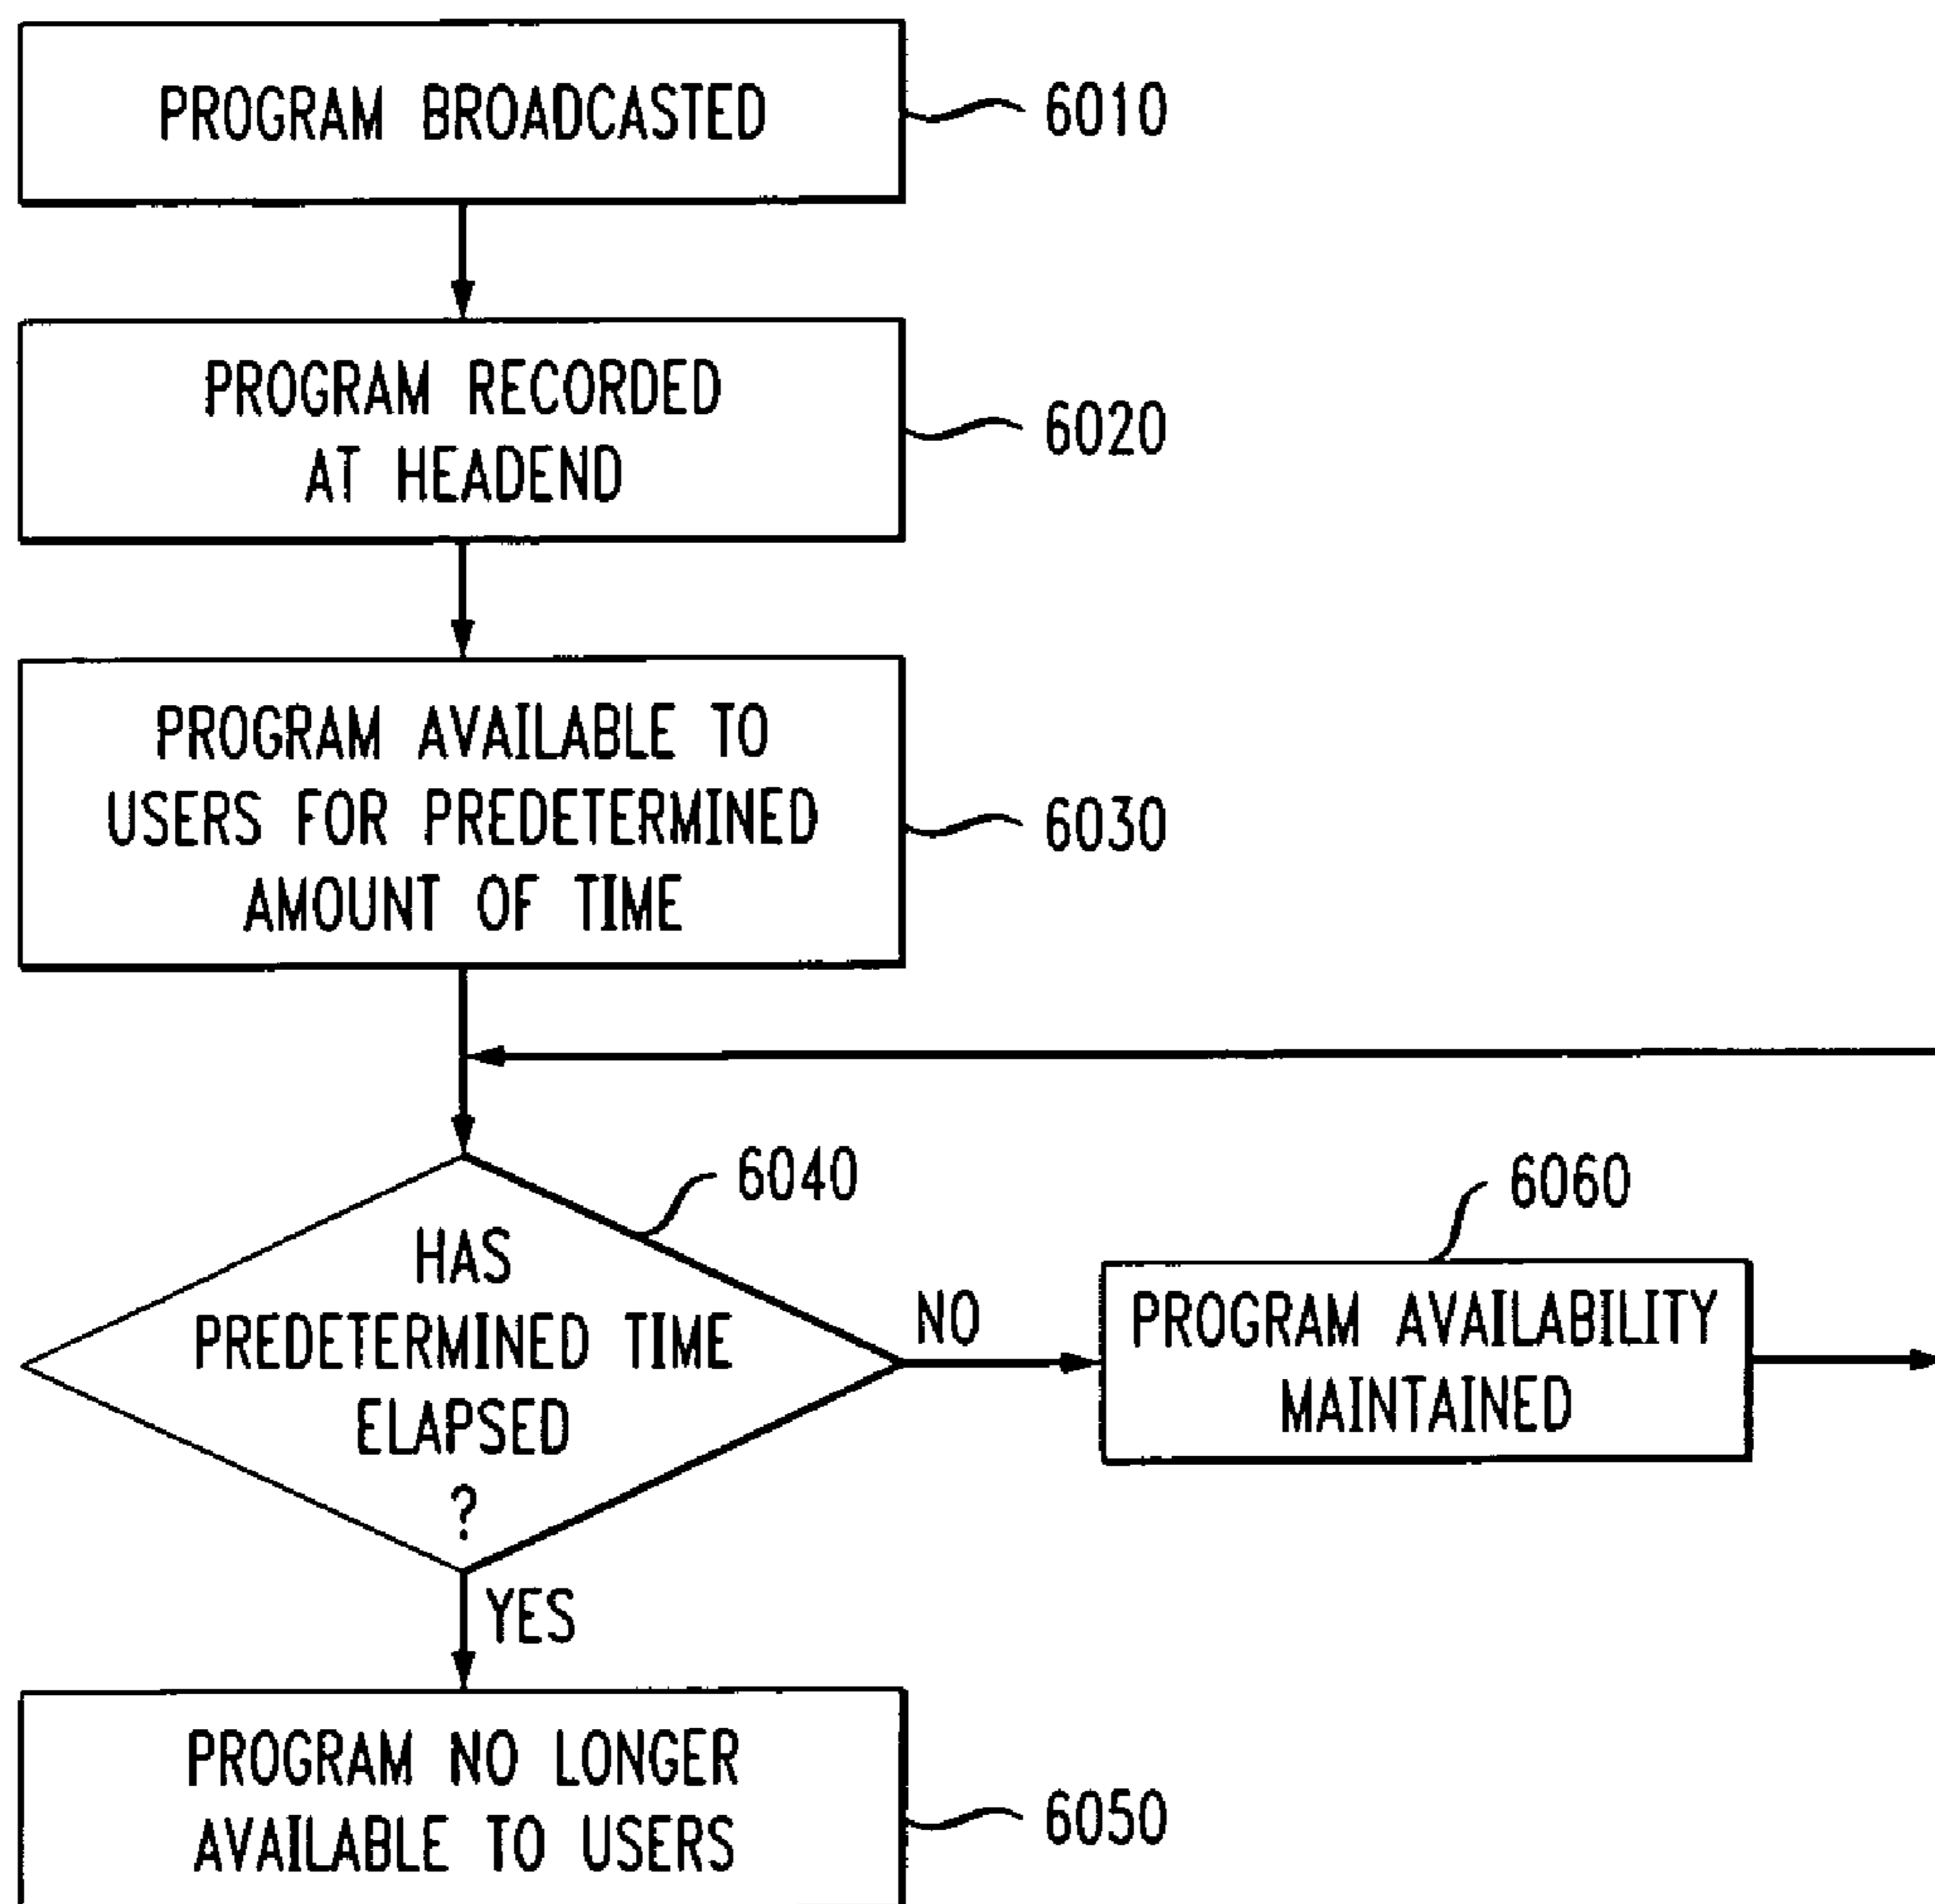 PROGRAM BROADCASTED
6010
PROGRAM RECORDED
AT HEADEND
6020
PROGRAM AVAILABLE TO
USERS FOR PREDETERMINED
AMOUNT OF TIME
6030
6040
HAS
PREDETERMINED TIME
ELAPSED
?
NO
6060
PROGRAM AVAILABILITY
MAINTAINED
YES
PROGRAM NO LONGER
AVAILABLE TO USERS
6050